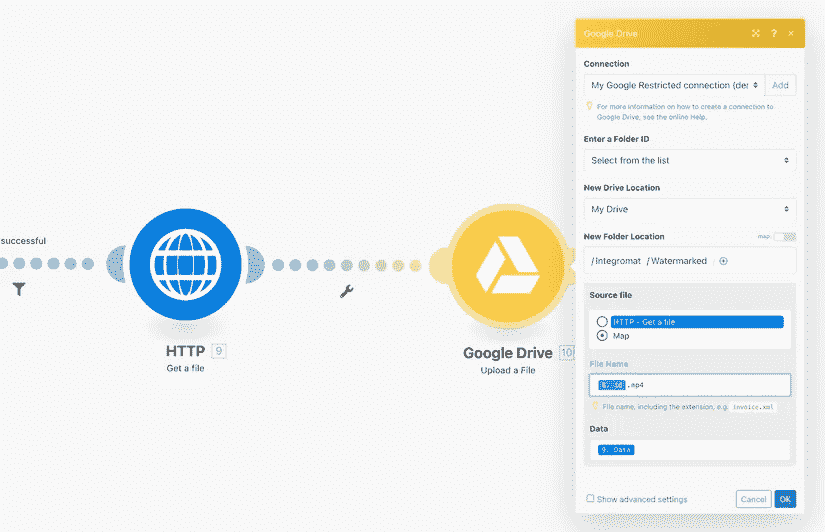 successful
HTTP 9
Get a file
Google Drive 10
Upload a File
Google Drive ?
Connection
My Google Restricted connection (der
Add
For more information on how to create a connection to
Google Drive, see the online Help.
Enter a Folder ID
Select from the list
New Drive Location
My Drive
New Folder Location
map
/Integromat /Watermarked
Source file
HTTP - Get a file
Map
File Name
.mp4
File name, including the extension, e.g. invoice.xml
Data
9. Data
Show advanced settings
Cancel
OK